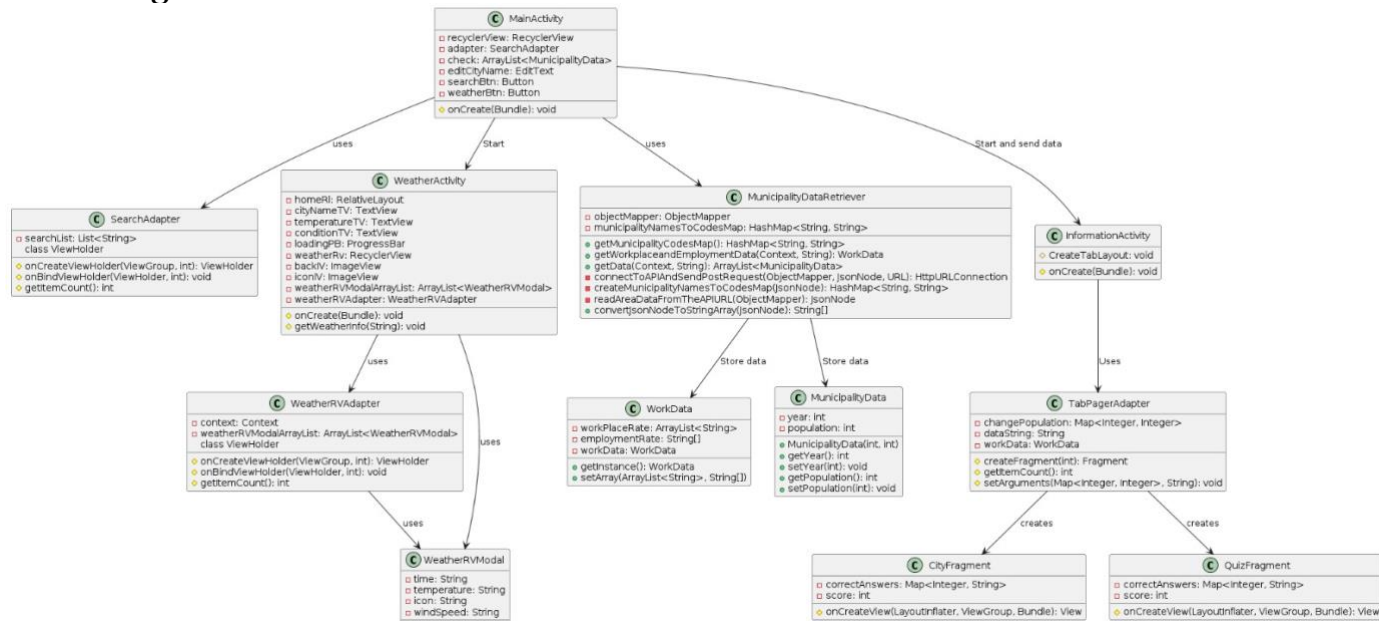 C MainActivity
recyclerView: RecyclerView
adapter: SearchAdapter
check: ArrayList<MunicipalityData>
editCityName: EditText
searchBtn: Button
weatherBtn: Button
onCreate(Bundle): void
uses
Start
uses
Start and send data
C SearchAdapter
searchList: List<String>
class ViewHolder
onCreateViewHolder(ViewGroup, int): ViewHolder
onBindViewHolder(ViewHolder, int): void
getItemCount(): int
C WeatherActivity
homeRl: RelativeLayout
cityNameTV: TextView
temperatureTV: TextView
conditionTV: TextView
loadingPB: ProgressBar
weatherRv: RecyclerView
backIV: ImageView
iconIV: ImageView
weatherRVModalArrayList: ArrayList<WeatherRVModal>
weatherRVAdapter: WeatherRVAdapter
onCreate(Bundle): void
getWeatherInfo(String): void
C MunicipalityDataRetriever
objectMapper: ObjectMapper
municipalityNamesToCodesMap: HashMap<String, String>
getMunicipalityCodesMap(): HashMap<String, String>
getWorkplaceandEmploymentData(Context, String): WorkData
getData(Context, String): ArrayList<MunicipalityData>
connectToAPIAndSendPostRequest(ObjectMapper, JsonNode, URL): HttpURLConnection
createMunicipalityNamesToCodesMap(JsonNode): HashMap<String, String>
readAreaDataFromTheAPIURL(ObjectMapper): JsonNode
convertJsonNodeToStringArray(JsonNode): String[]
C InformationActivity
CreateTabLayout: void
onCreate(Bundle): void
uses
uses
Store data
Store data
Uses
C WeatherRVAdapter
context: Context
weatherRVModalArrayList: ArrayList<WeatherRVModal>
class ViewHolder
onCreateViewHolder(ViewGroup, int): ViewHolder
onBindViewHolder(ViewHolder, int): void
getItemCount(): int
C WorkData
workPlaceRate: ArrayList<String>
employmentRate: String[]
workData: WorkData
getInstance(): WorkData
setArray(ArrayList<String>, String[])
C MunicipalityData
year: int
population: int
MunicipalityData(int, int)
getYear(): int
setYear(int): void
getPopulation(): int
setPopulation(int): void
C TabPagerAdapter
changePopulation: Map<Integer, Integer>
dataString: String
workData: WorkData
createFragment(int): Fragment
getItemCount(): int
setArguments(Map<Integer, Integer>, String): void
uses
creates
creates
C WeatherRVModal
time: String
temperature: String
icon: String
windSpeed: String
C CityFragment
correctAnswers: Map<Integer, String>
score: int
onCreateView(LayoutInflater, ViewGroup, Bundle): View
C QuizFragment
correctAnswers: Map<Integer, String>
score: int
onCreateView(LayoutInflater, ViewGroup, Bundle): View